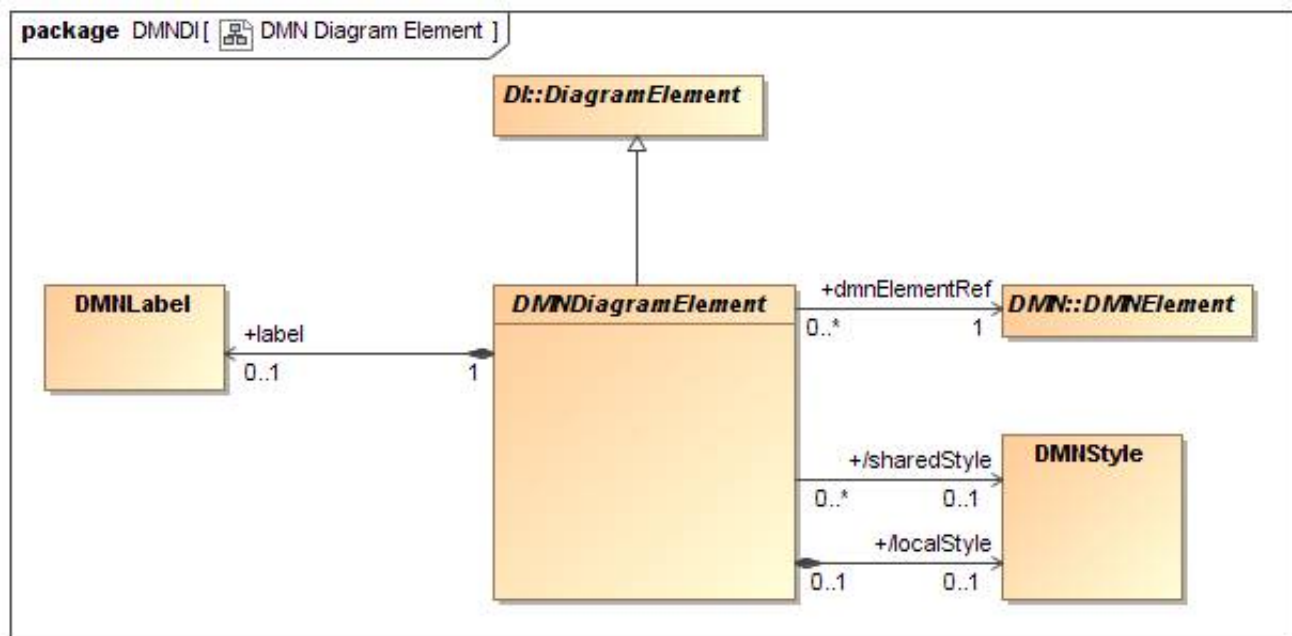 package DMNDI [ DMN Diagram Element ]
DI::DiagramElement
DMNLabel
+label
0..1
1
DMNDiagramElement
+dmnElementRef
0..*
1
DMN::DMNElement
+/sharedStyle
0..*
0..1
+/localStyle
0..1
0..1
DMNStyle